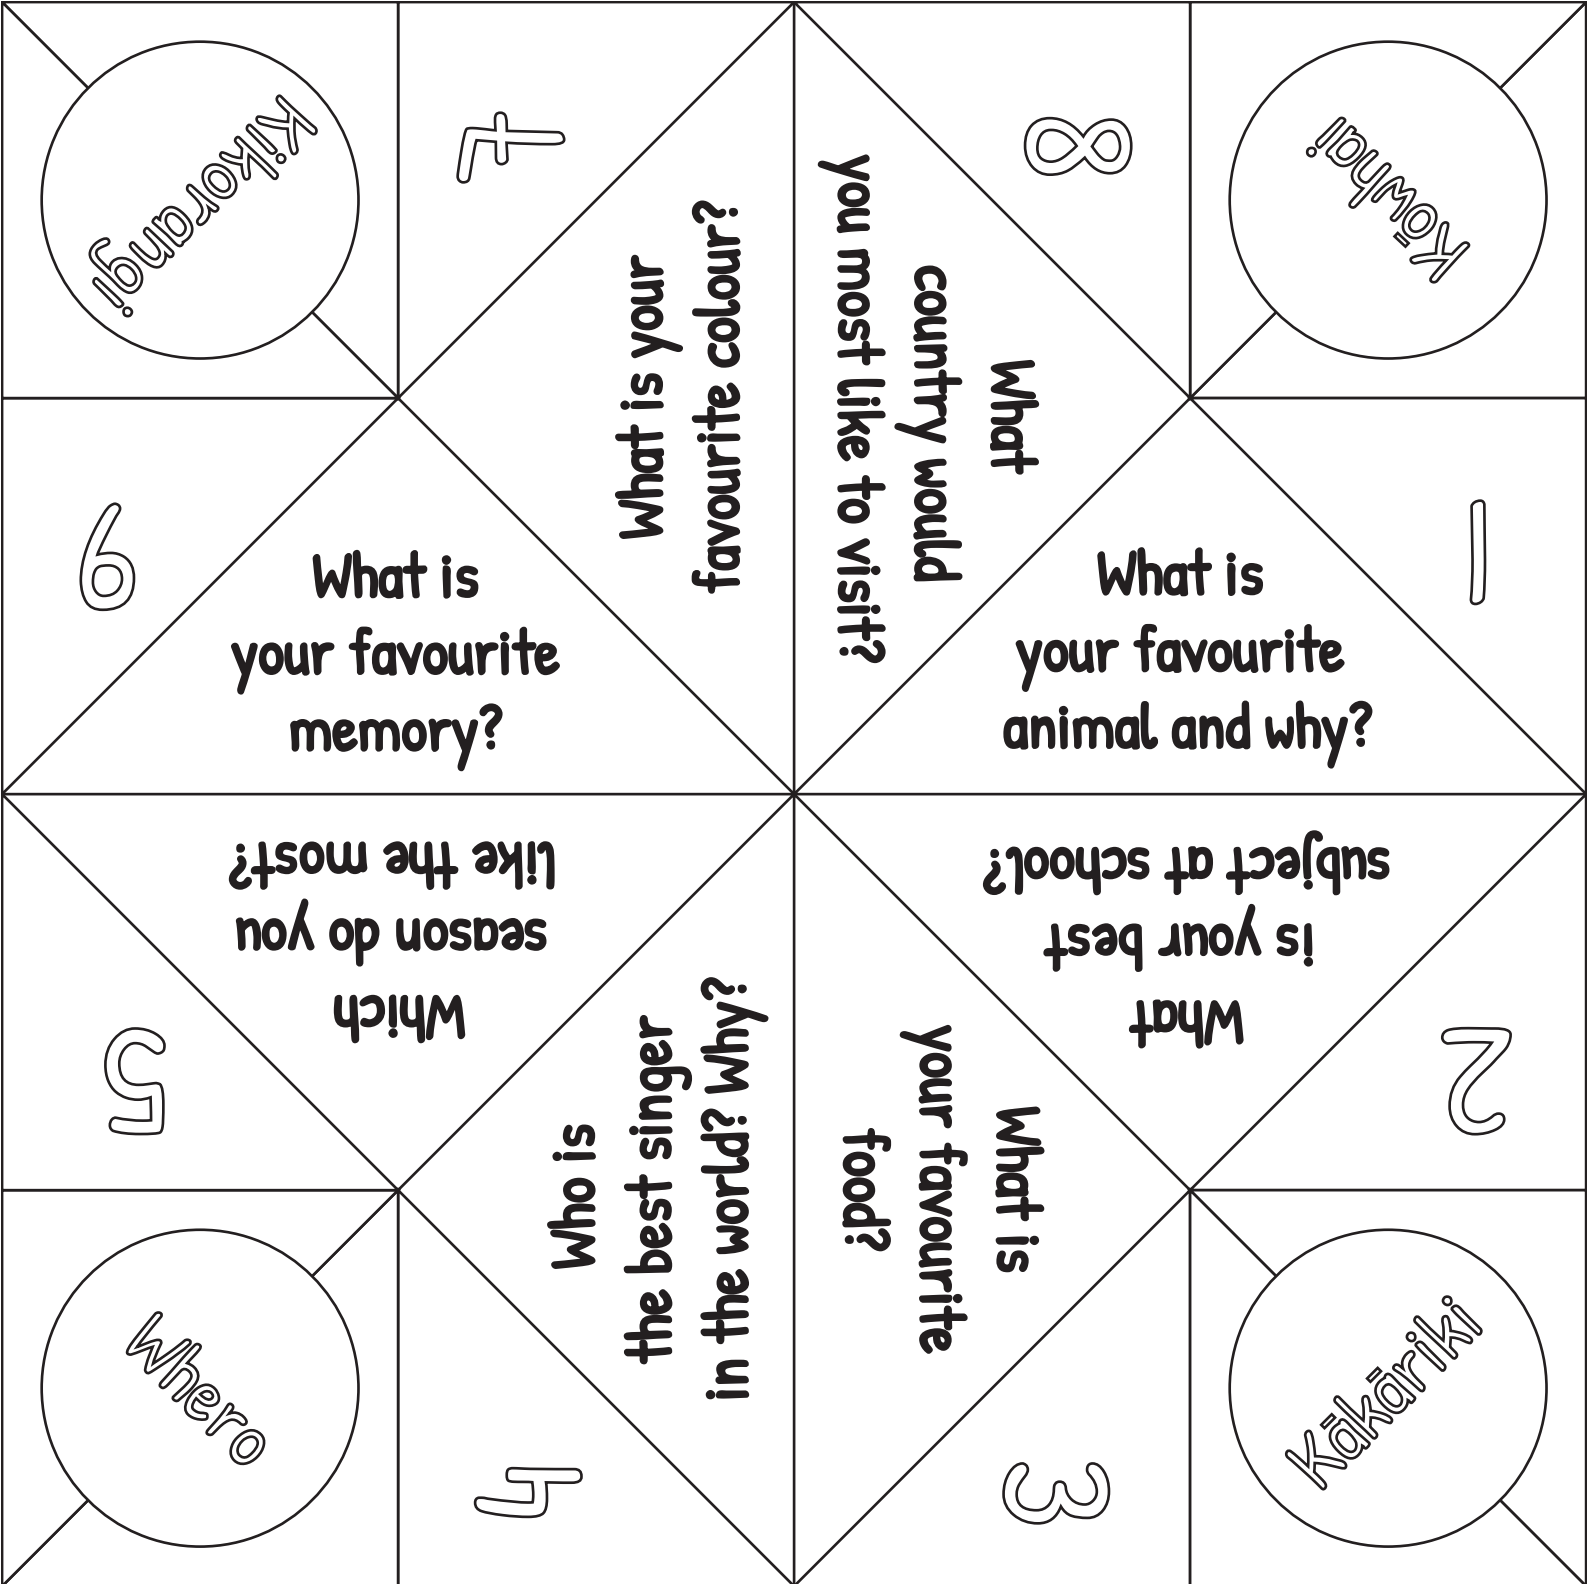 Kikorangi
7
8
Kōwhai
What is your
favourite colour?
What
country would
you most like to visit?
6
What is
your favourite
memory?
What is
your favourite
animal and why?
1
5
Which
season do you
like the most?
What
is your best
subject at school?
2
Who is
the best singer
in the world? Why?
What is
your favourite
food?
Whero
4
3
Kākāriki